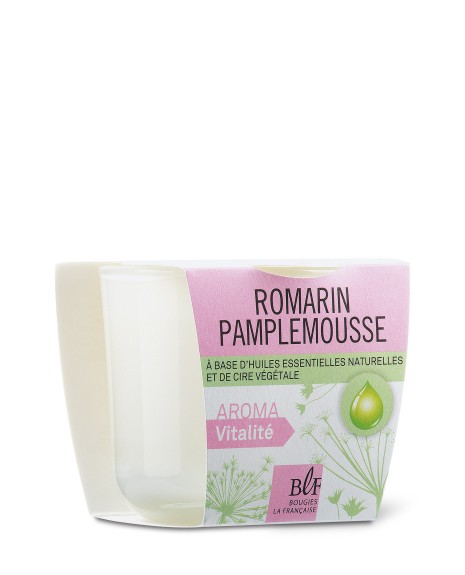 ROMARIN
PAMPLEMOUSSE
À BASE D'HUILES ESSENTIELLES NATURELLES
ET DE CIRE VÉGÉTALE
AROMA
Vitalité
BLF
BOUGIES
LA FRANÇAISE